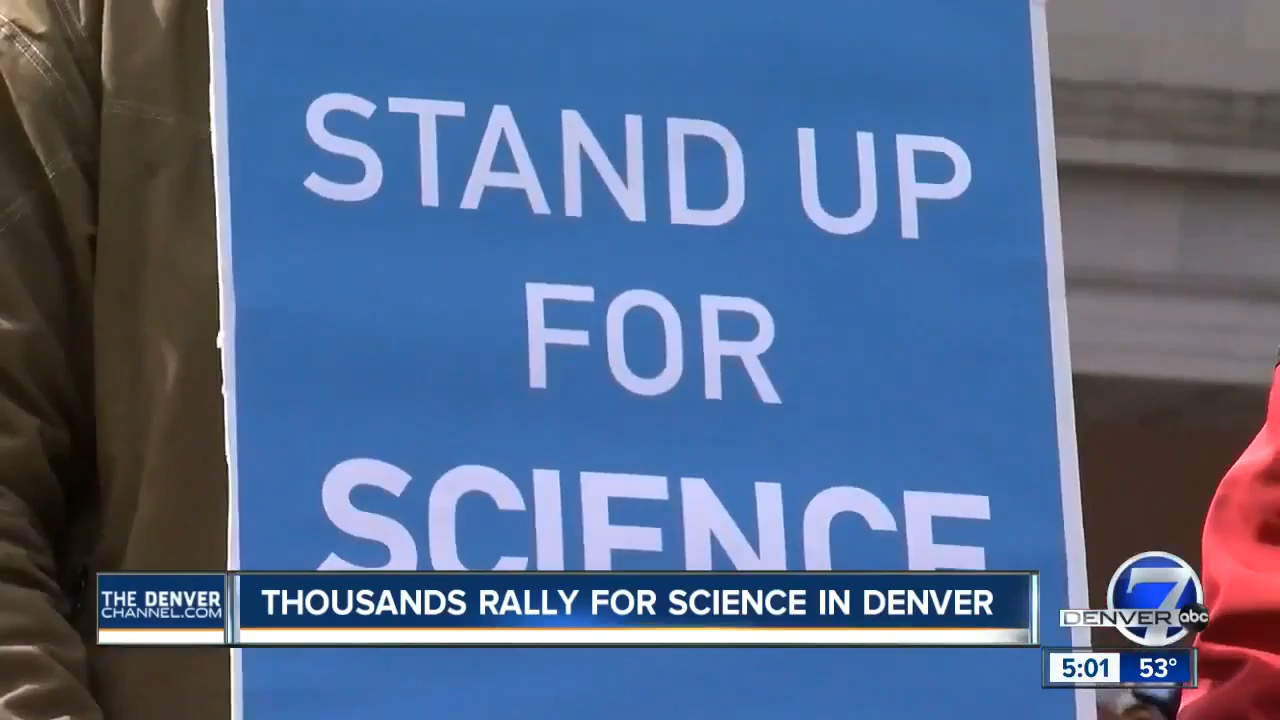 STAND UP
FOR
SCIENCE
THE DENVER
CHANNEL.COM
THOUSANDS RALLY FOR SCIENCE IN DENVER
7
DENVER abc
5:01 53°